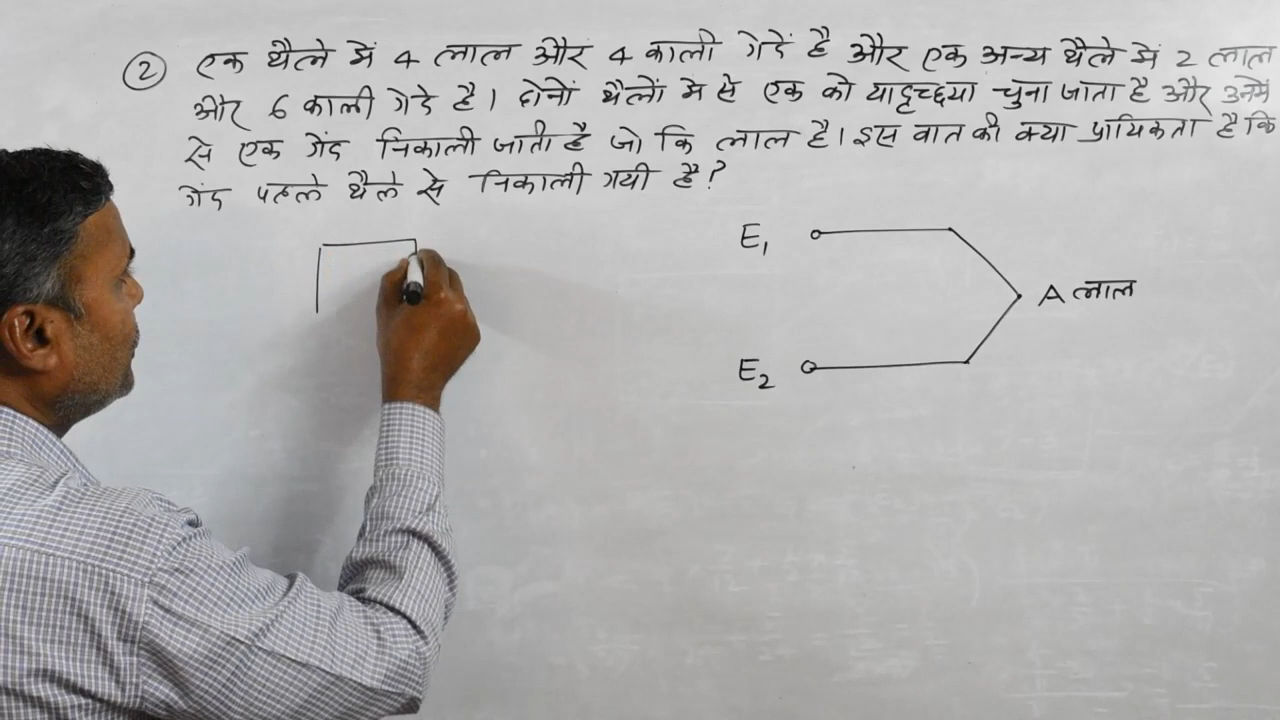 ② एक थैले में 4 लाल और 4 काली गेदें है और एक अन्य थैले में 2 लाल
और 6 काली गेदे है। दोनों थैलों मे से एक को यादृच्छया चुना जाता है और उनमें
से एक गेंद निकाली जाती है जो कि लाल है। इस बात की क्या प्रायिकता है कि
गेंद पहले थैले से निकाली गयी है?
E₁
A लाल
E₂